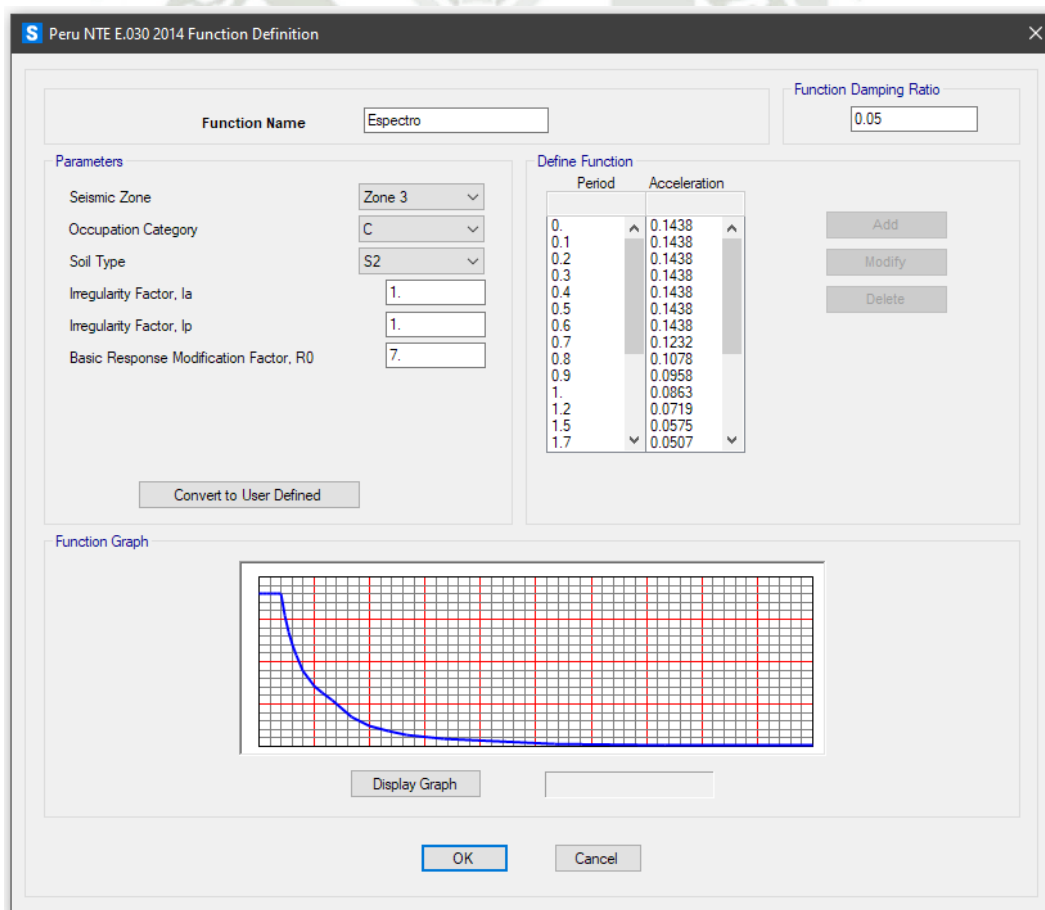 S Peru NTE E.030 2014 Function Definition
Function Damping Ratio
Function Name Espectro 0.05
Parameters Define Function
Period Acceleration
Seismic Zone Zone 3
Occupation Category C
Soil Type S2
Irregularity Factor, Ia 1.
Irregularity Factor, Ip 1.
Basic Response Modification Factor, R0 7.
0. 0.1438
0.1 0.1438
0.2 0.1438
0.3 0.1438
0.4 0.1438
0.5 0.1438
0.6 0.1438
0.7 0.1232
0.8 0.1078
0.9 0.0958
1. 0.0863
1.2 0.0719
1.5 0.0575
1.7 0.0507
Add
Modify
Delete
Convert to User Defined
Function Graph
Display Graph
OK Cancel